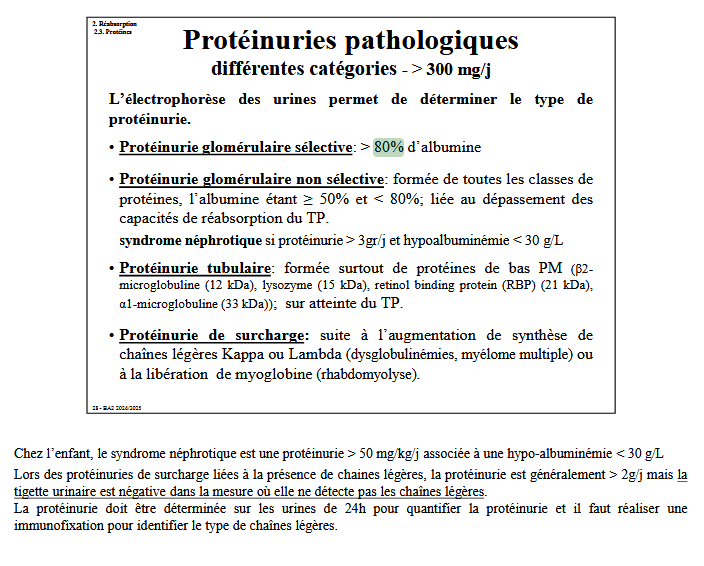 2. Réabsorption
2.3. Protéines
Protéinuries pathologiques
différentes catégories - > 300 mg/j
L’électrophorèse des urines permet de déterminer le type de
protéinurie.
• Protéinurie glomérulaire sélective: > 80% d’albumine
• Protéinurie glomérulaire non sélective: formée de toutes les classes de
protéines, l’albumine étant ≥ 50% et < 80%; liée au dépassement des
capacités de réabsorption du TP.
syndrome néphrotique si protéinurie > 3gr/j et hypoalbuminémie < 30 g/L
• Protéinurie tubulaire: formée surtout de protéines de bas PM (β2-
microglobuline (12 kDa), lysozyme (15 kDa), retinol binding protein (RBP) (21 kDa),
α1-microglobuline (33 kDa)); sur atteinte du TP.
• Protéinurie de surcharge: suite à l’augmentation de synthèse de
chaînes légères Kappa ou Lambda (dysglobulinémies, myélome multiple) ou
à la libération de myoglobine (rhabdomyolyse).
28 - BA2 2024/2025
Chez l’enfant, le syndrome néphrotique est une protéinurie > 50 mg/kg/j associée à une hypo-albuminémie < 30 g/L
Lors des protéinuries de surcharge liées à la présence de chaines légères, la protéinurie est généralement > 2g/j mais la
tigette urinaire est négative dans la mesure où elle ne détecte pas les chaînes légères.
La protéinurie doit être déterminée sur les urines de 24h pour quantifier la protéinurie et il faut réaliser une
immunofixation pour identifier le type de chaînes légères.